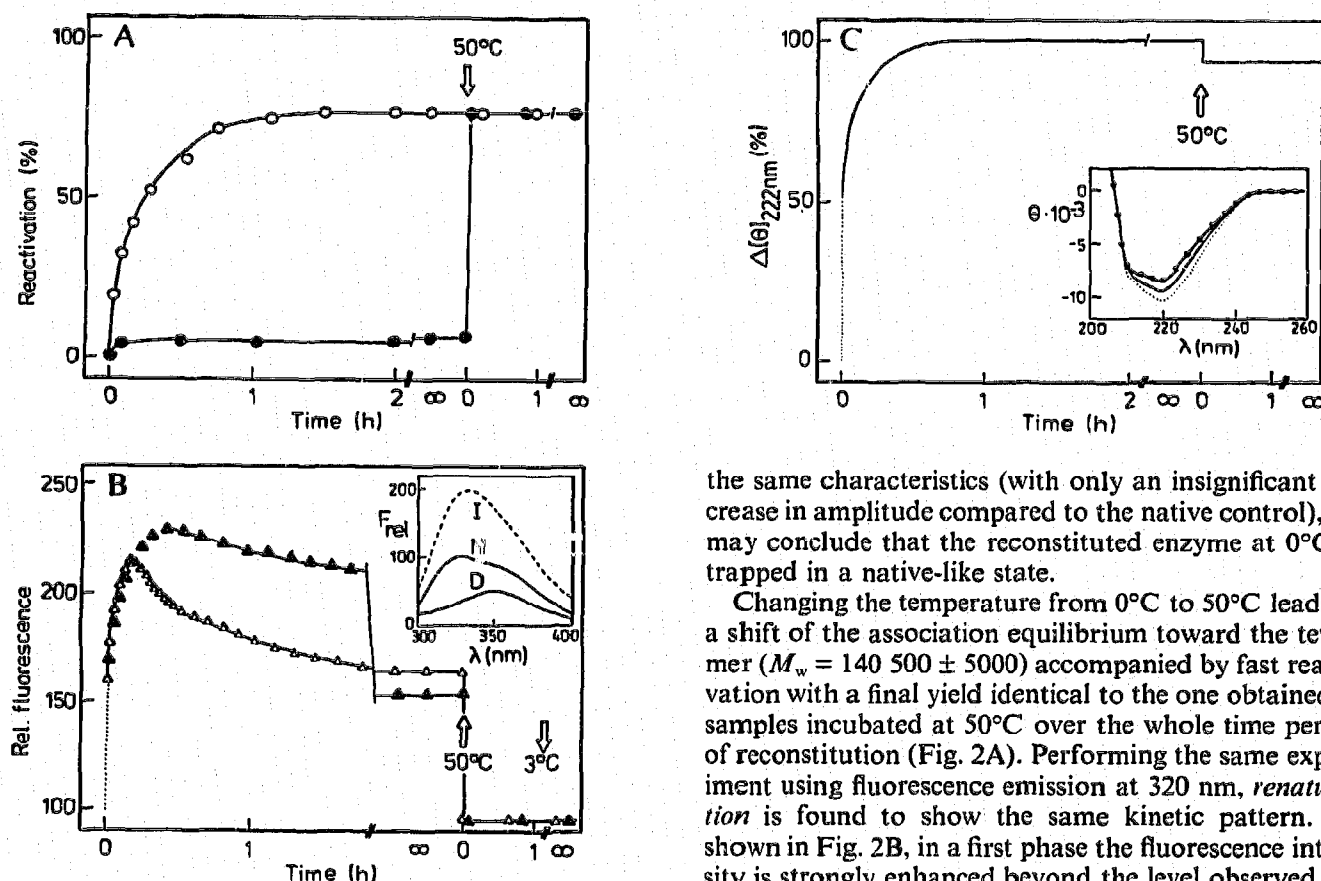 A
100
50
0
Reactivation (%)
50°C
0 1 2 ∞ 0 1 ∞
Time (h)
B
250
200
150
100
Rel. fluorescence
200
100
0
Frel
I
N
D
300 350 400
λ(nm)
50°C
3°C
0 1 ∞ 0 1 ∞
Time (h)
C
100
50
0
Δ[θ]222nm (%)
50°C
0
-5
-10
θ·10-3
200 220 240 260
λ(nm)
0 1 2 ∞ 0 1 ∞
Time (h)
the same characteristics (with only an insignificant
crease in amplitude compared to the native control),
may conclude that the reconstituted enzyme at 0°C
trapped in a native-like state.
Changing the temperature from 0°C to 50°C lead
a shift of the association equilibrium toward the te
mer (Mw = 140 500 ± 5000) accompanied by fast rea
vation with a final yield identical to the one obtained
samples incubated at 50°C over the whole time per
of reconstitution (Fig. 2A). Performing the same exp
iment using fluorescence emission at 320 nm, renatu
tion is found to show the same kinetic pattern.
shown in Fig. 2B, in a first phase the fluorescence int
sity is strongly enhanced beyond the level observed